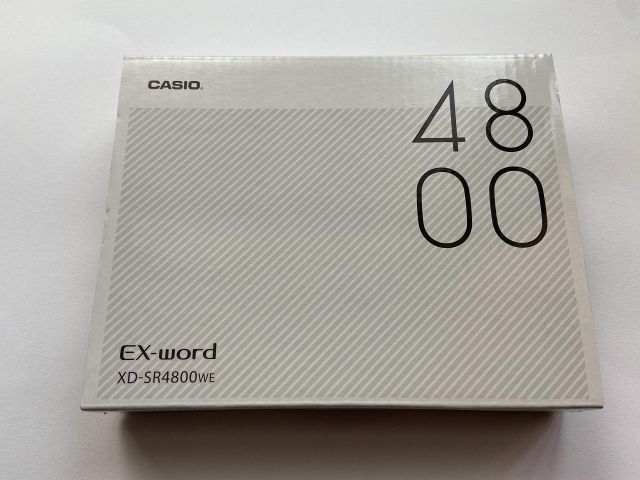 CASIO
48
00
EX-word
XD-SR4800WE